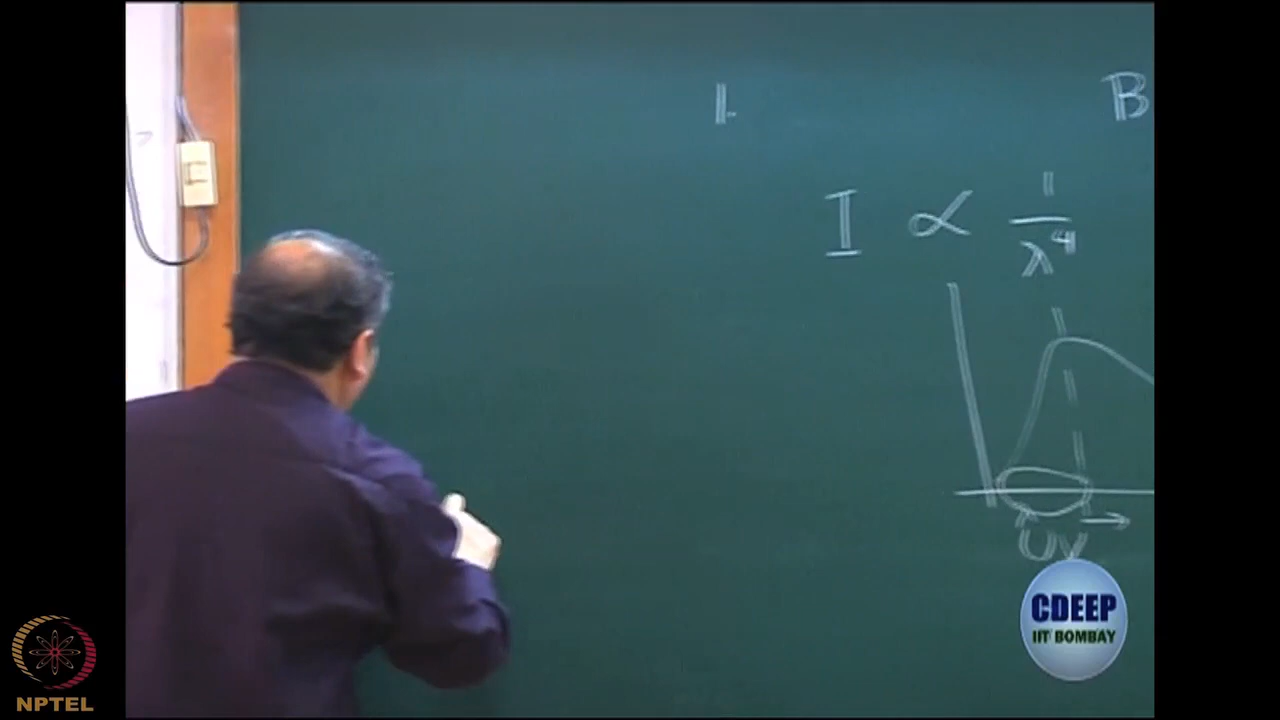 1.
B
I ∝ 1/λ⁴
UV →
CDEEP
IIT BOMBAY
NPTEL